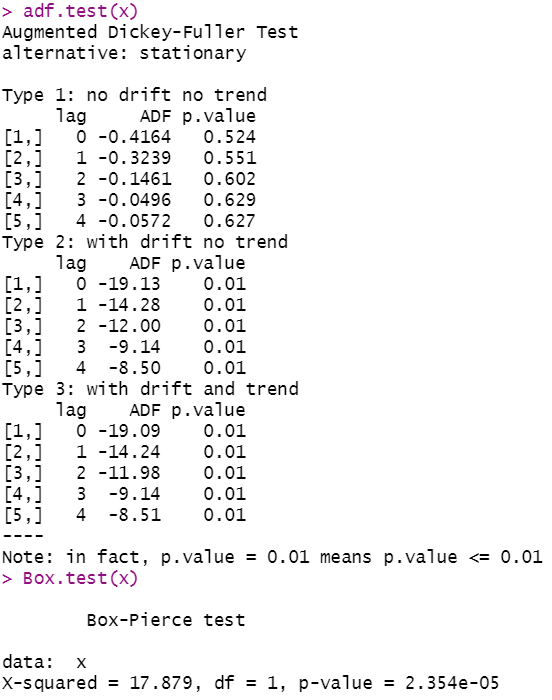 > adf.test(x)
Augmented Dickey-Fuller Test
alternative: stationary
Type 1: no drift no trend
lag ADF p.value
[1,] 0 -0.4164 0.524
[2,] 1 -0.3239 0.551
[3,] 2 -0.1461 0.602
[4,] 3 -0.0496 0.629
[5,] 4 -0.0572 0.627
Type 2: with drift no trend
lag ADF p.value
[1,] 0 -19.13 0.01
[2,] 1 -14.28 0.01
[3,] 2 -12.00 0.01
[4,] 3 -9.14 0.01
[5,] 4 -8.50 0.01
Type 3: with drift and trend
lag ADF p.value
[1,] 0 -19.09 0.01
[2,] 1 -14.24 0.01
[3,] 2 -11.98 0.01
[4,] 3 -9.14 0.01
[5,] 4 -8.51 0.01
----
Note: in fact, p.value = 0.01 means p.value <= 0.01
> Box.test(x)
Box-Pierce test
data: x
X-squared = 17.879, df = 1, p-value = 2.354e-05